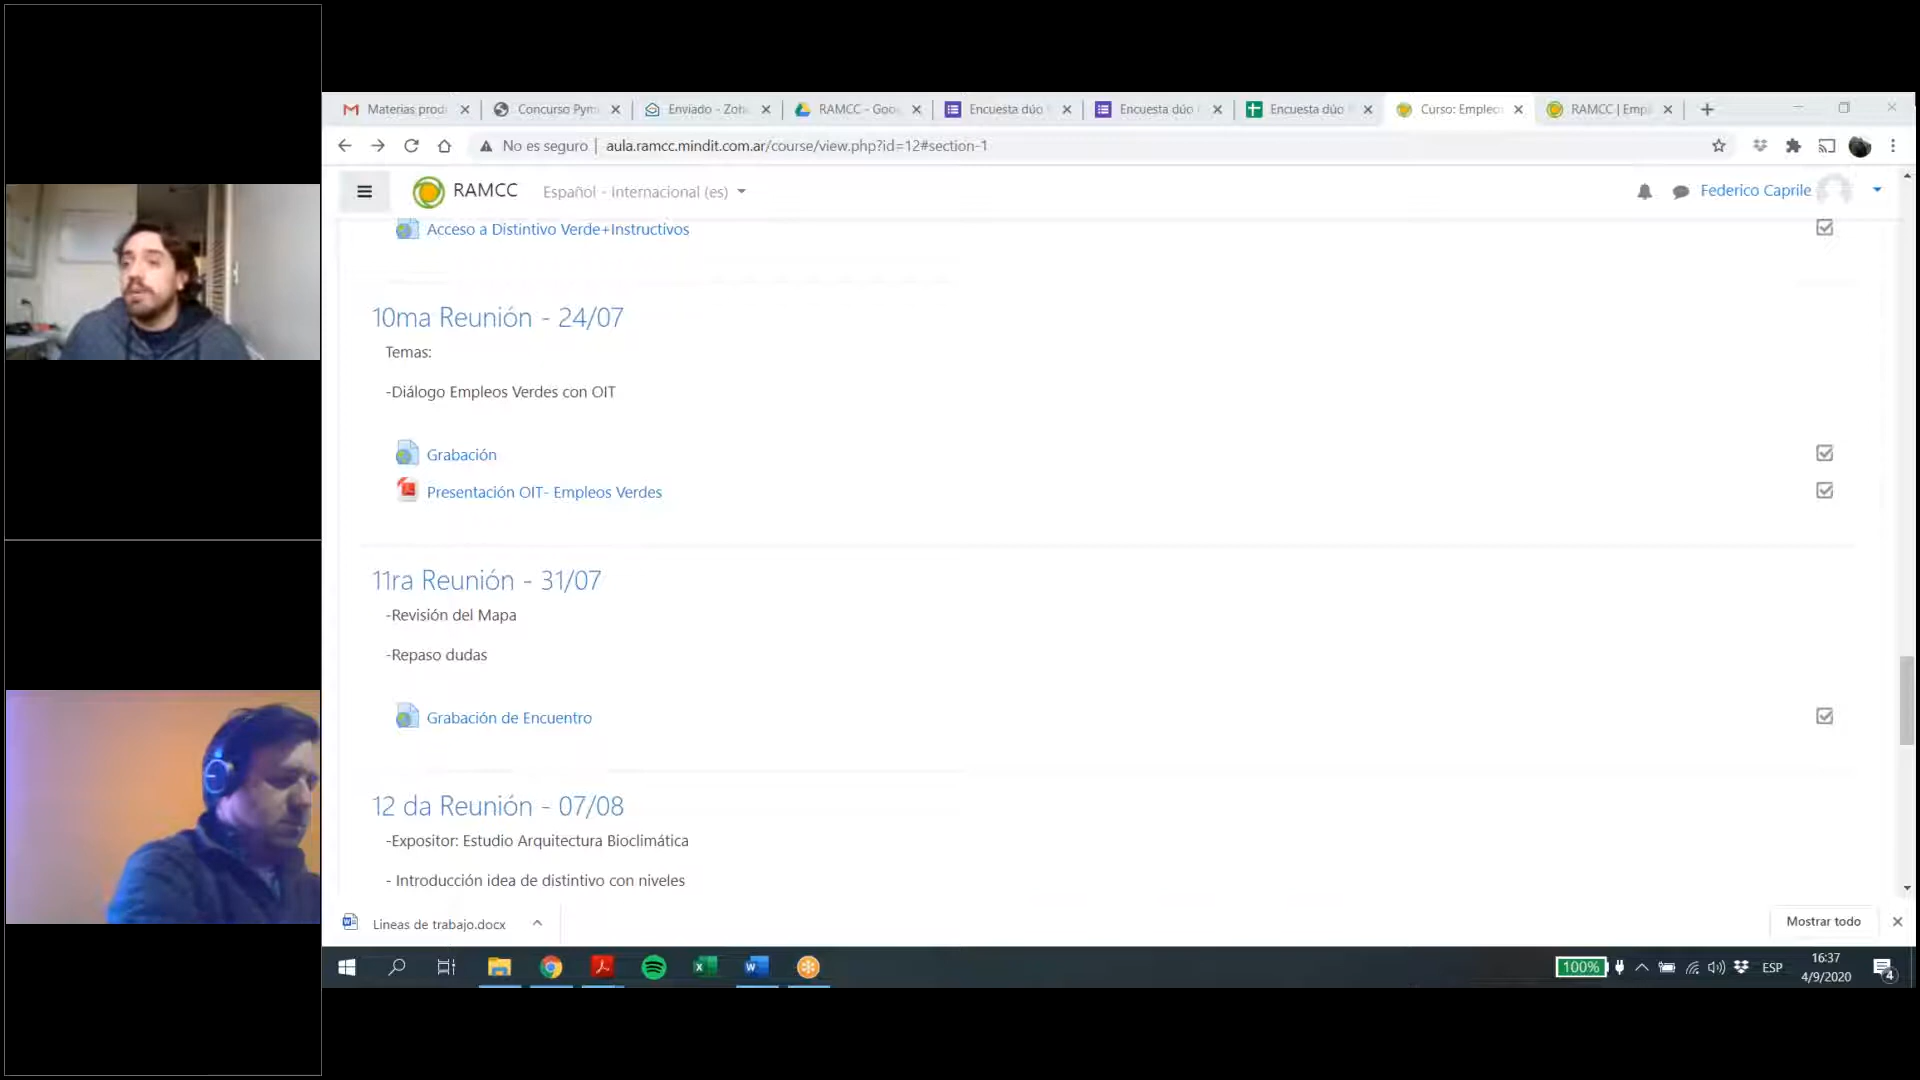 Materias prod
Concurso Pym
Enviado - Zoh
RAMCC - Goo
Encuesta dúo
Encuesta dúo
Encuesta dúo
Curso: Empleo
RAMCC | Emp
No es seguro | aula.ramcc.mindit.com.ar/course/view.php?id=12#section-1
RAMCC
Español - Internacional (es)
Federico Caprile
Acceso a Distintivo Verde+Instructivos
10ma Reunión - 24/07
Temas:
-Diálogo Empleos Verdes con OIT
Grabación
Presentación OIT- Empleos Verdes
11ra Reunión - 31/07
-Revisión del Mapa
-Repaso dudas
Grabación de Encuentro
12 da Reunión - 07/08
-Expositor: Estudio Arquitectura Bioclimática
- Introducción idea de distintivo con niveles
Lineas de trabajo.docx
Mostrar todo
100%
ESP
16:37
4/9/2020
4